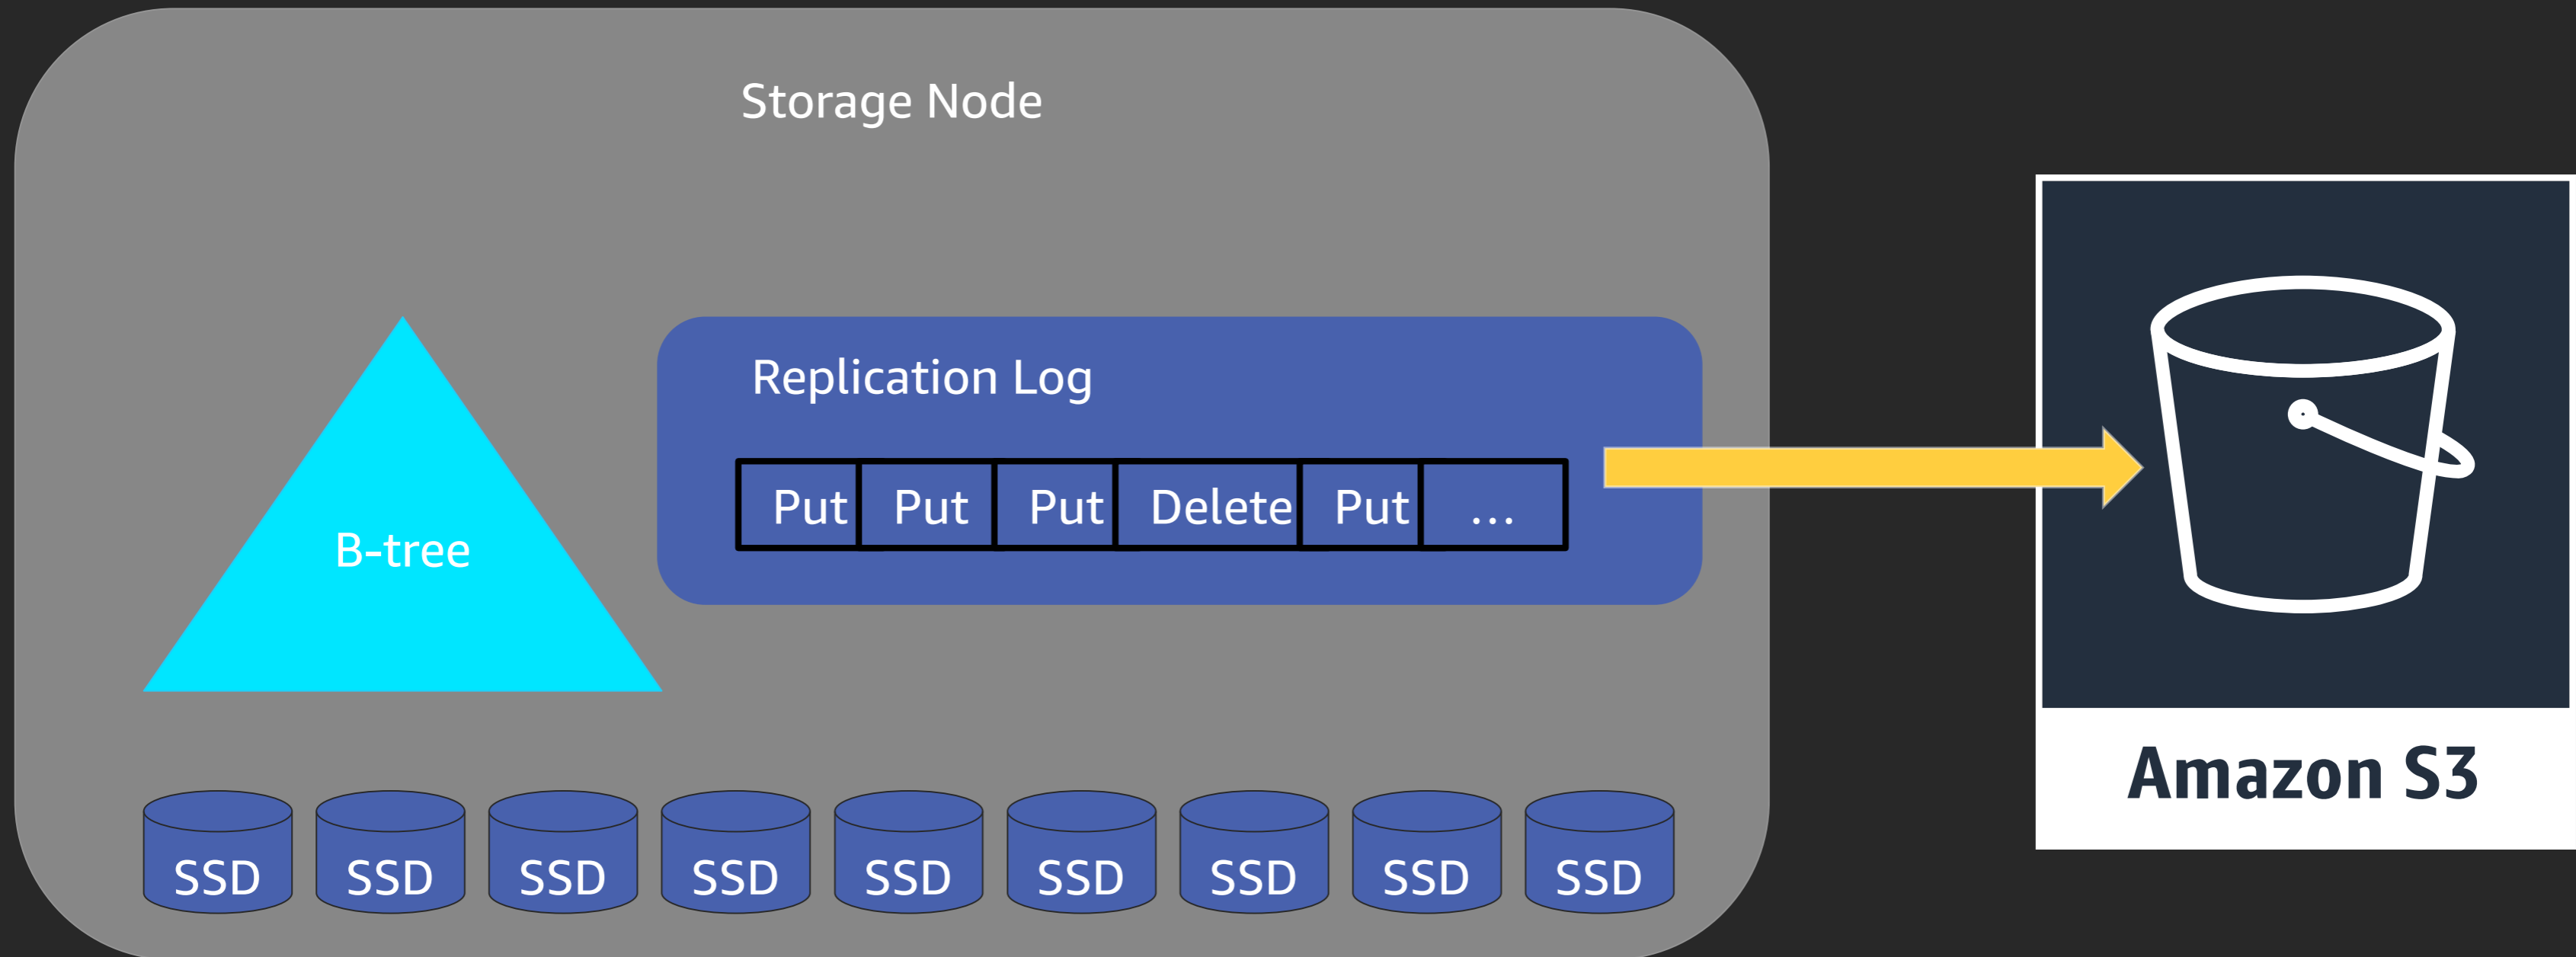 Storage Node
Replication Log
Put Put Put Delete Put ...
B-tree
SSD SSD SSD SSD SSD SSD SSD SSD SSD
Amazon S3